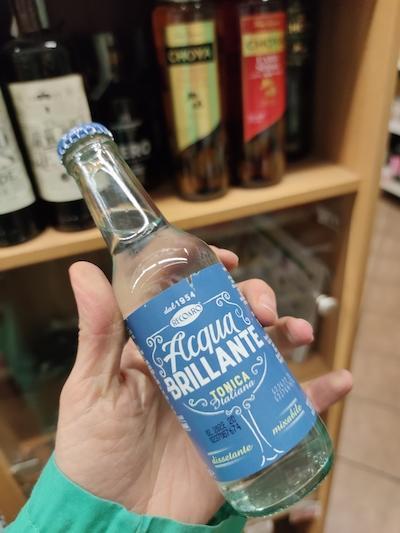 CHOYA
CHOYA
dal 1954
RECOARO
Acqua
BRILLANTE
TONICA
Italiana
dissetante
mixabile